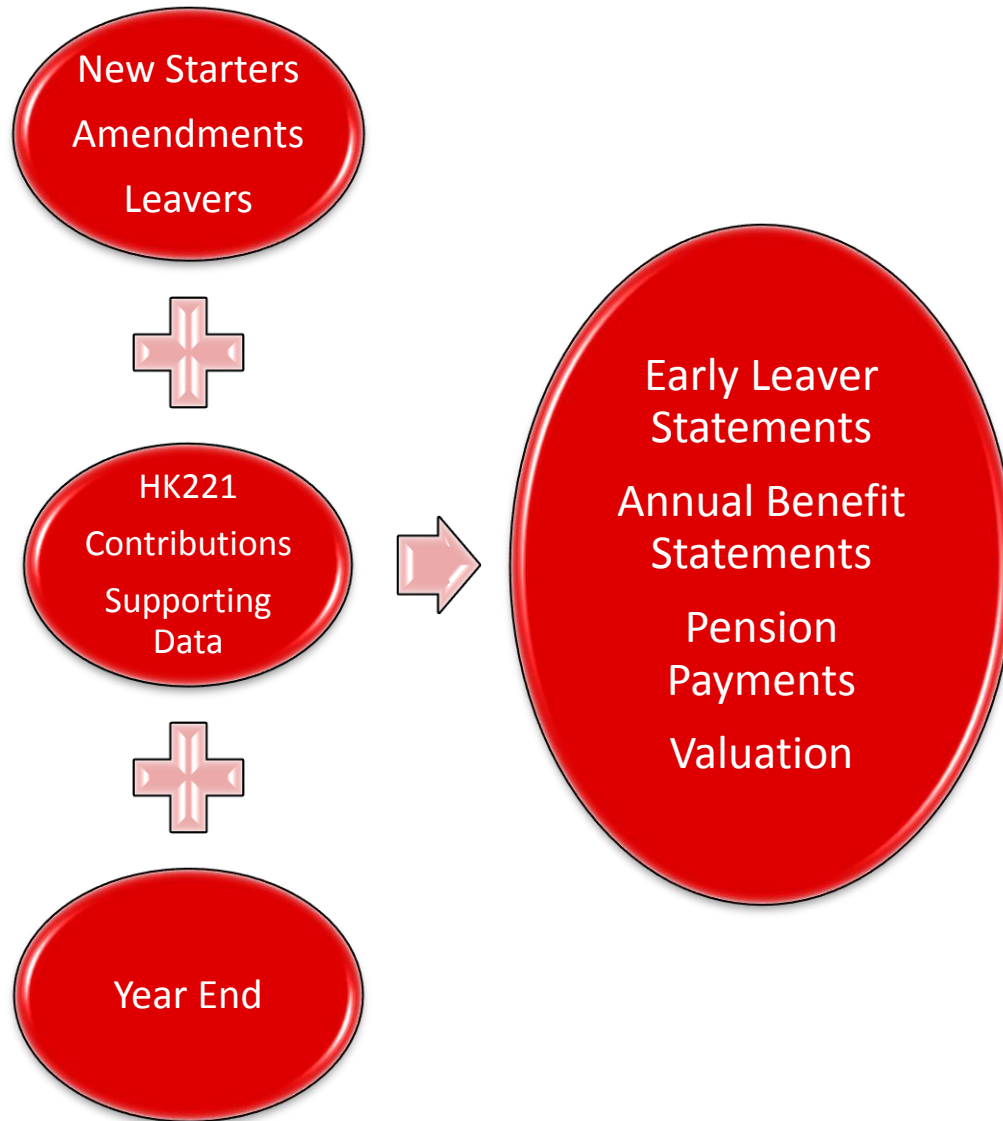 New Starters
Amendments
Leavers
HK221
Contributions
Supporting
Data
Year End
Early Leaver
Statements
Annual Benefit
Statements
Pension
Payments
Valuation